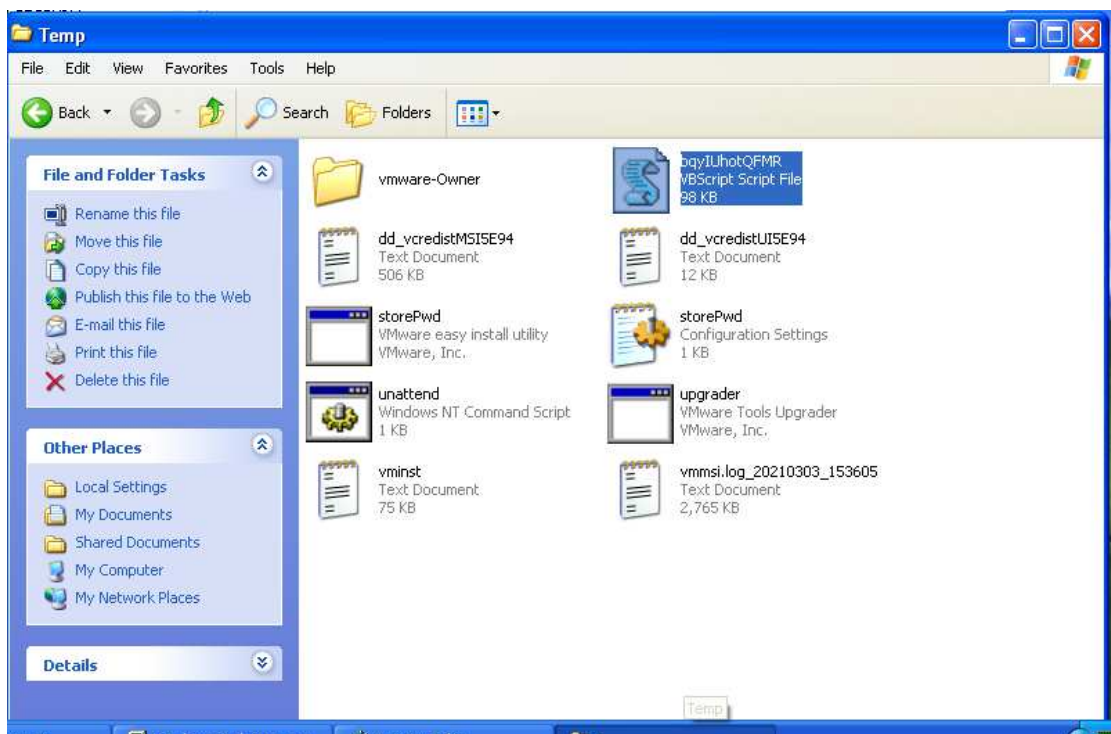 Temp
File Edit View Favorites Tools Help
Back Search Folders
File and Folder Tasks
Rename this file
Move this file
Copy this file
Publish this file to the Web
E-mail this file
Print this file
Delete this file
Other Places
Local Settings
My Documents
Shared Documents
My Computer
My Network Places
Details
vmware-Owner
bqyIUhotQFMR
VBScript Script File
98 KB
dd_vcredistMSI5E94
Text Document
506 KB
dd_vcredistUI5E94
Text Document
12 KB
storePwd
VMware easy install utility
VMware, Inc.
storePwd
Configuration Settings
1 KB
unattend
Windows NT Command Script
1 KB
upgrader
VMware Tools Upgrader
VMware, Inc.
vminst
Text Document
75 KB
vmmsi.log_20210303_153605
Text Document
2,765 KB
Temp